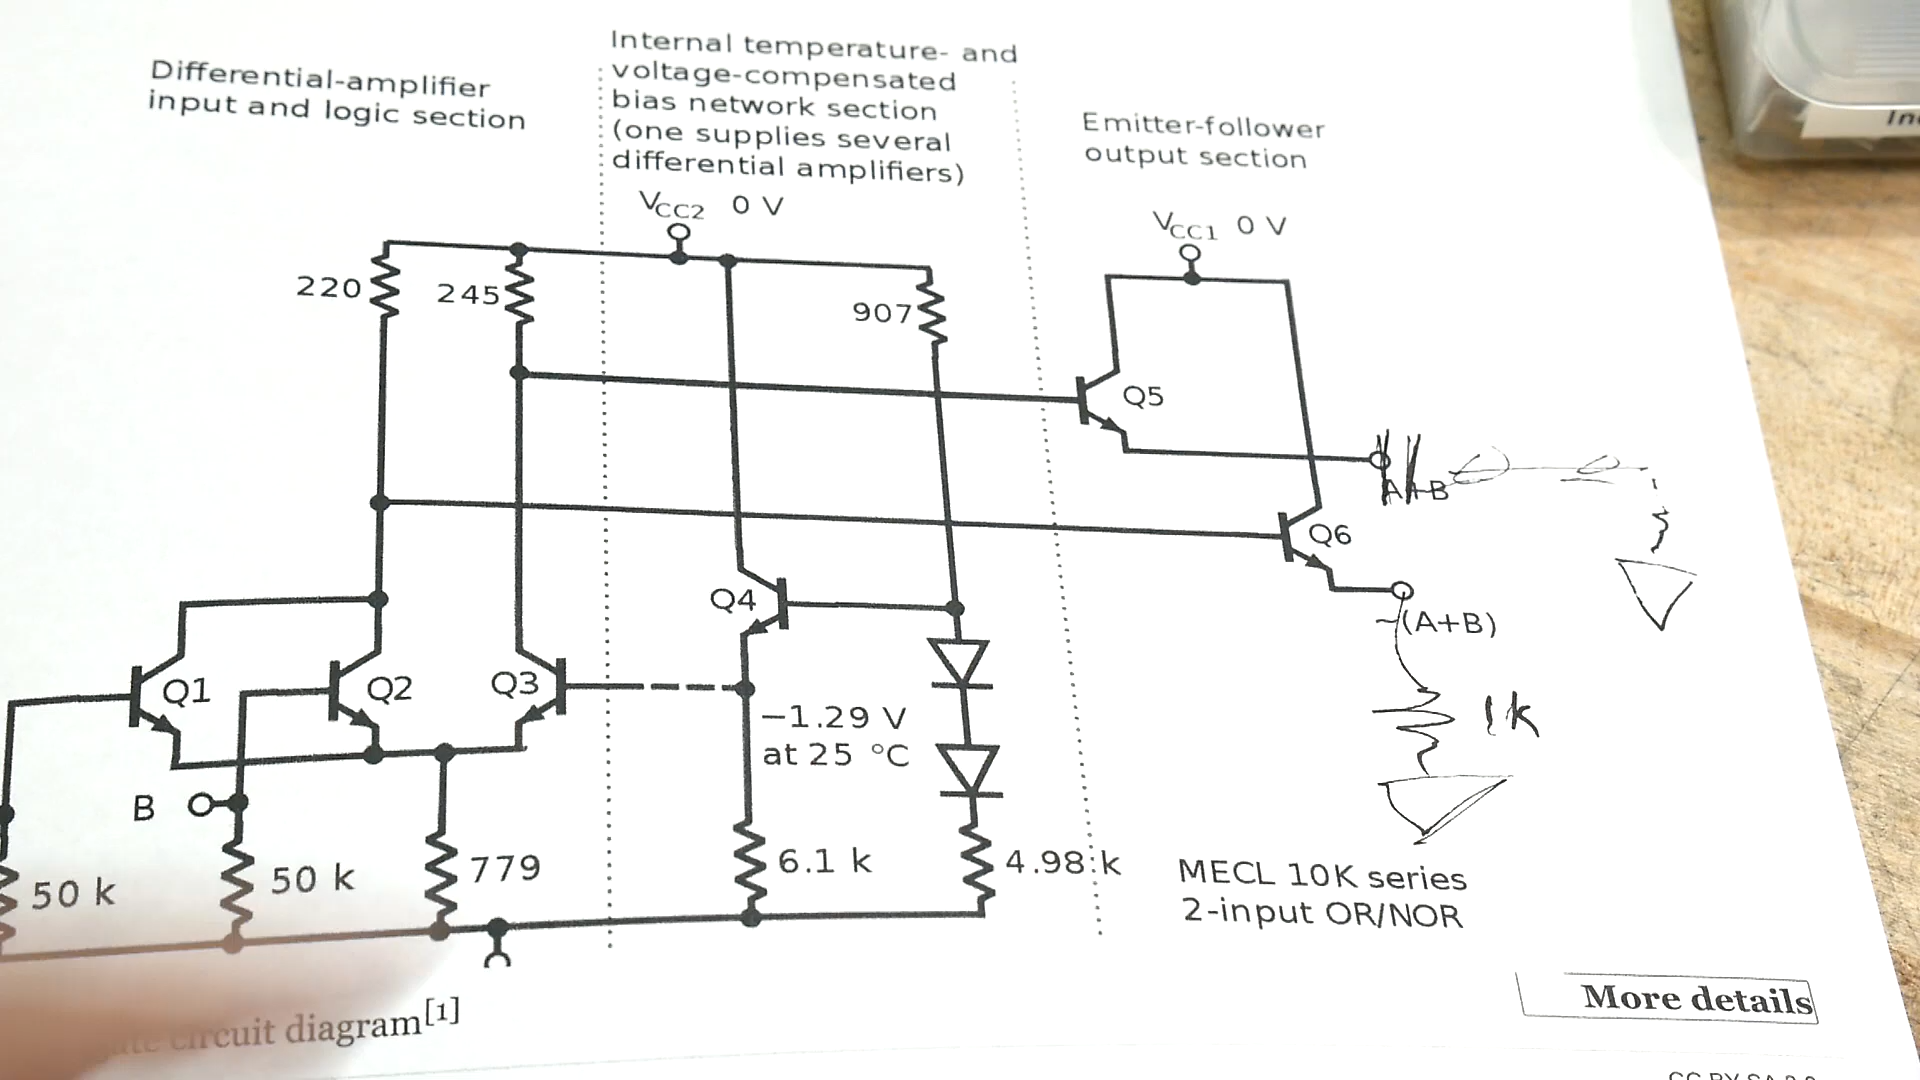 Differential-amplifier
input and logic section
Internal temperature- and
voltage-compensated
bias network section
(one supplies several
differential amplifiers)
Emitter-follower
output section
VCC2 0 V
VCC1 0 V
220
245
907
Q5
A+B
Q6
Q4
~(A+B)
Q1
Q2
Q3
−1.29 V
at 25 °C
1k
B
50 k
50 k
779
6.1 k
4.98 k
MECL 10K series
2-input OR/NOR
circuit diagram[1]
More details